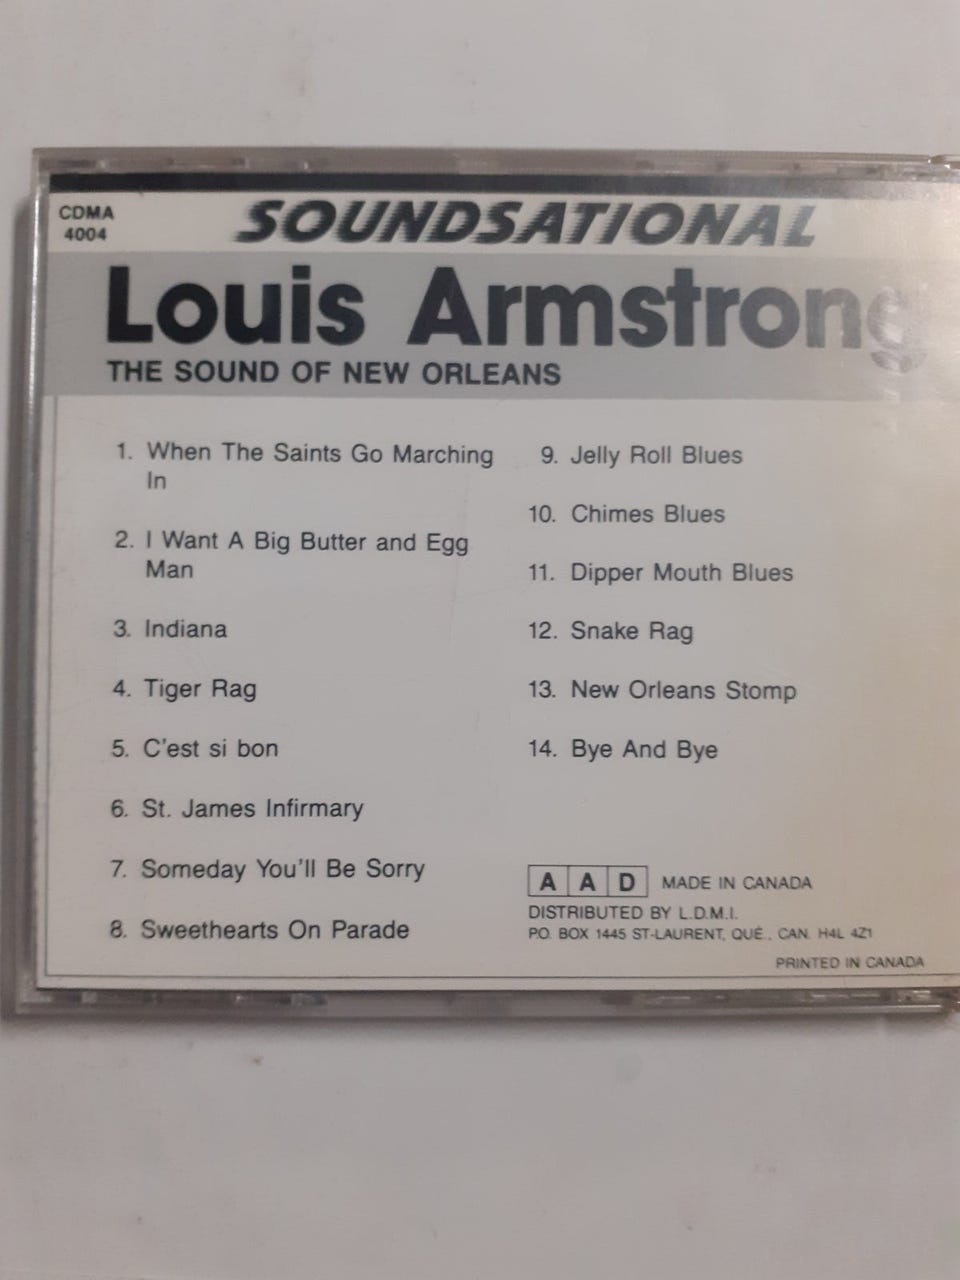 CDMA
4004
SOUNDSATIONAL
Louis Armstrong
THE SOUND OF NEW ORLEANS
1. When The Saints Go Marching
In
2. I Want A Big Butter and Egg
Man
3. Indiana
4. Tiger Rag
5. C'est si bon
6. St. James Infirmary
7. Someday You'll Be Sorry
8. Sweethearts On Parade
9. Jelly Roll Blues
10. Chimes Blues
11. Dipper Mouth Blues
12. Snake Rag
13. New Orleans Stomp
14. Bye And Bye
A A D MADE IN CANADA
DISTRIBUTED BY L.D.M.I.
P.O. BOX 1445 ST-LAURENT, QUÉ., CAN. H4L 4Z1
PRINTED IN CANADA